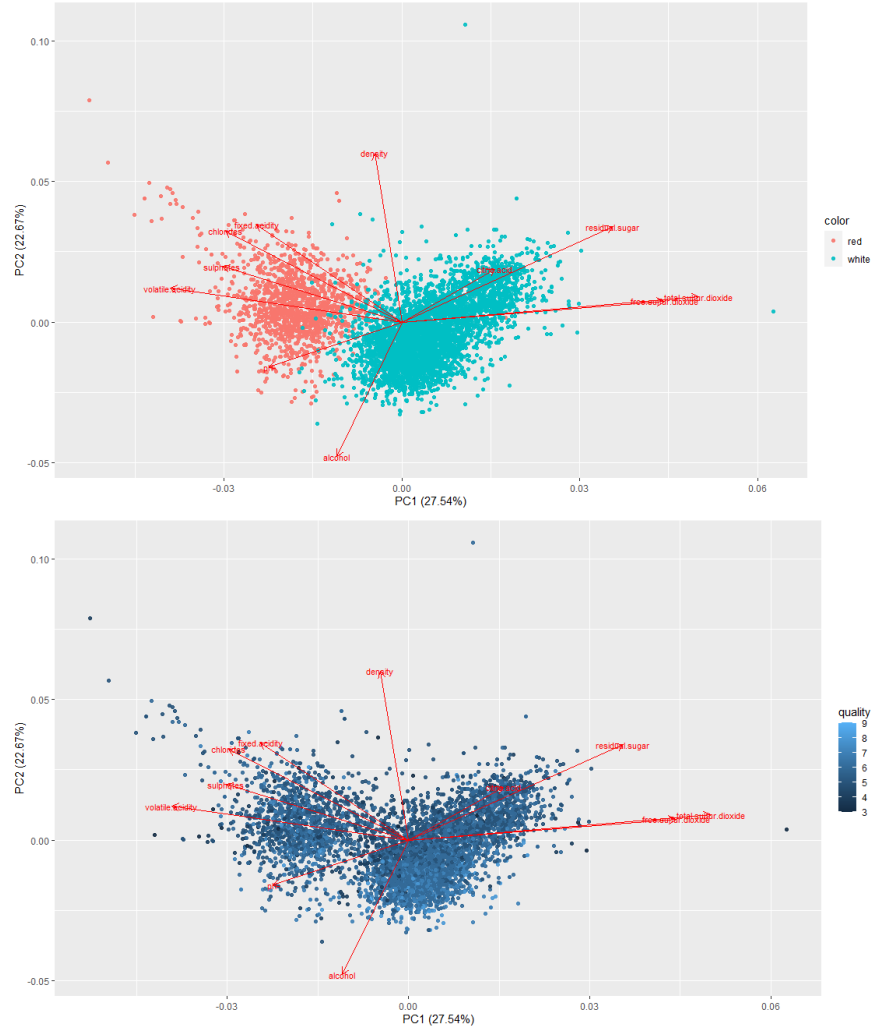 0.10
density
0.05
fixed.acidity
chlorides
residual.sugar
color
red
white
citric.acid
sulphates
volatile.acidity
total.sulfur.dioxide
free.sulfur.dioxide
PC2 (22.67%)
0.00
pH
alcohol
-0.05
-0.03
0.00
0.03
0.06
PC1 (27.54%)
0.10
density
0.05
quality
9
8
7
6
5
4
3
fixed.acidity
chlorides
residual.sugar
sulphates
volatile.acidity
total.sulfur.dioxide
free.sulfur.dioxide
PC2 (22.67%)
0.00
alcohol
-0.05
-0.03
0.00
0.03
0.06
PC1 (27.54%)